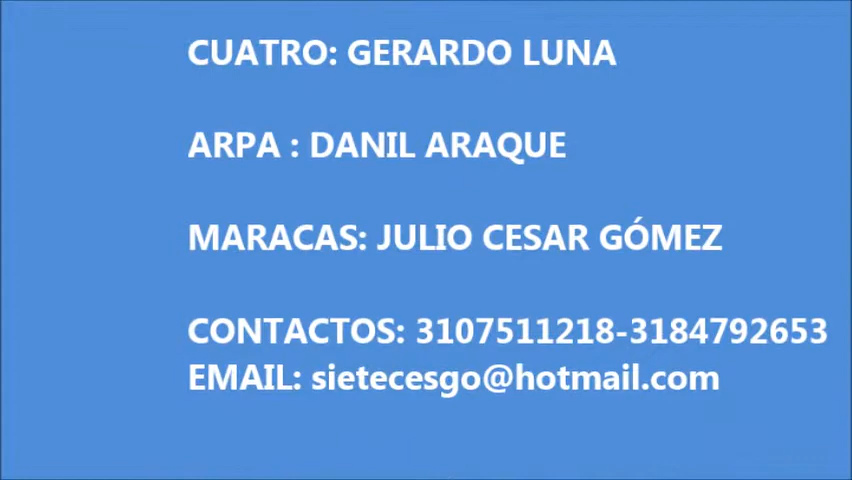 CUATRO: GERARDO LUNA
ARPA : DANIL ARAQUE
MARACAS: JULIO CESAR GÓMEZ
CONTACTOS: 3107511218-3184792653
EMAIL: sietecesgo@hotmail.com